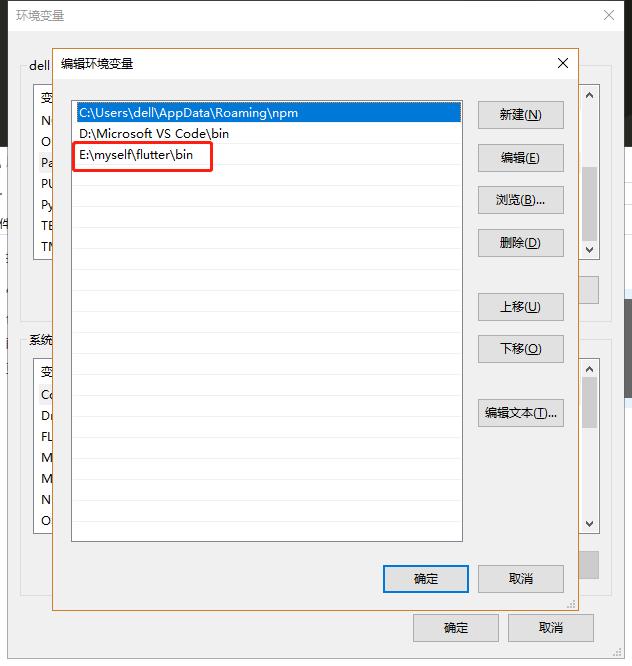 环境变量
编辑环境变量
dell
C:\Users\dell\AppData\Roaming\npm
D:\Microsoft VS Code\bin
E:\myself\flutter\bin
新建(N)
编辑(E)
浏览(B)...
删除(D)
上移(U)
下移(O)
编辑文本(T)...
变
O
Pa
PU
Py
TE
TM
系统
变
Co
Dr
FL
M
M
N
O
确定
取消
确定
取消